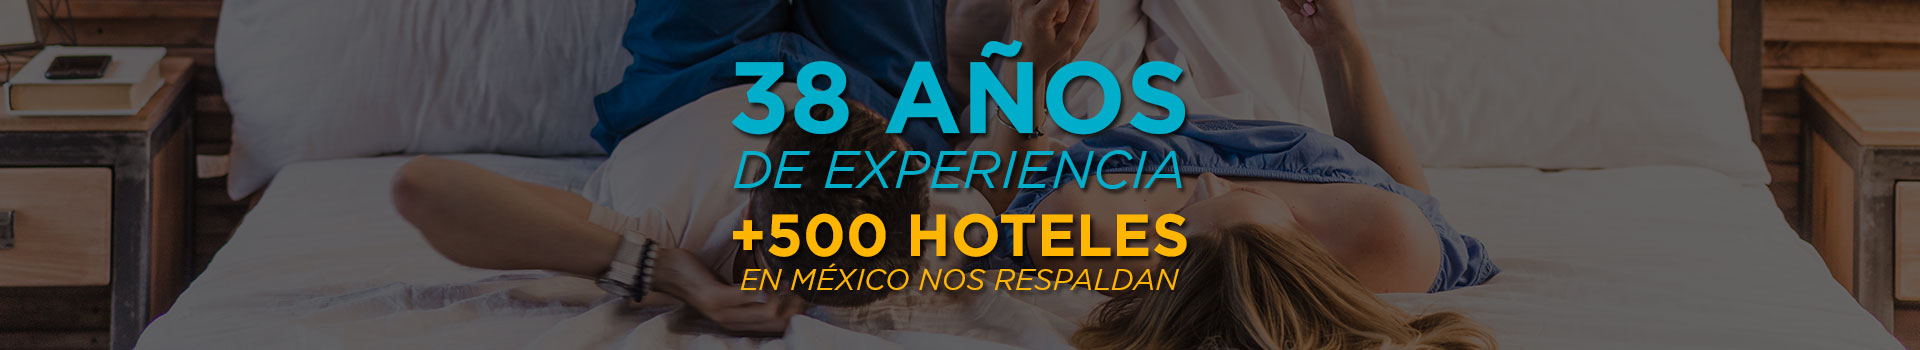 38 AÑOS
DE EXPERIENCIA
+500 HOTELES
EN MÉXICO NOS RESPALDAN